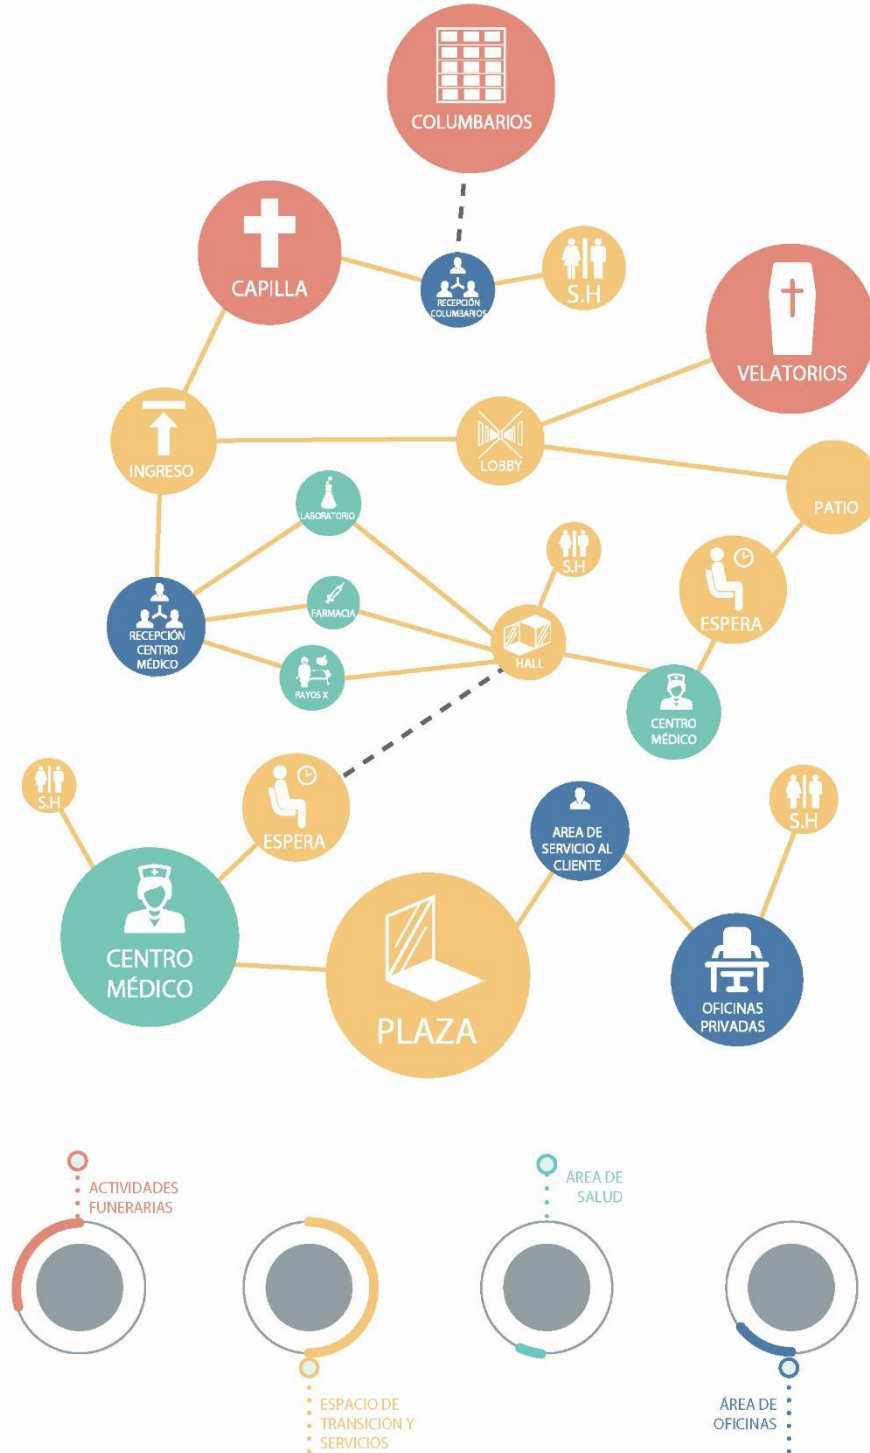 COLUMBARIOS
CAPILLA
RECEPCIÓN
COLUMBARIOS
S.H
VELATORIOS
INGRESO
LOBBY
PATIO
LABORATORIO
S.H
FARMACIA
ESPERA
RECEPCIÓN
CENTRO
MÉDICO
HALL
RAYOS X
CENTRO
MÉDICO
S.H
ESPERA
AREA DE
SERVICIO AL
CLIENTE
S.H
CENTRO
MÉDICO
PLAZA
OFICINAS
PRIVADAS
ACTIVIDADES
FUNERARIAS
ÁREA DE
SALUD
ESPACIO DE
TRANSICIÓN Y
SERVICIOS
ÁREA DE
OFICINAS